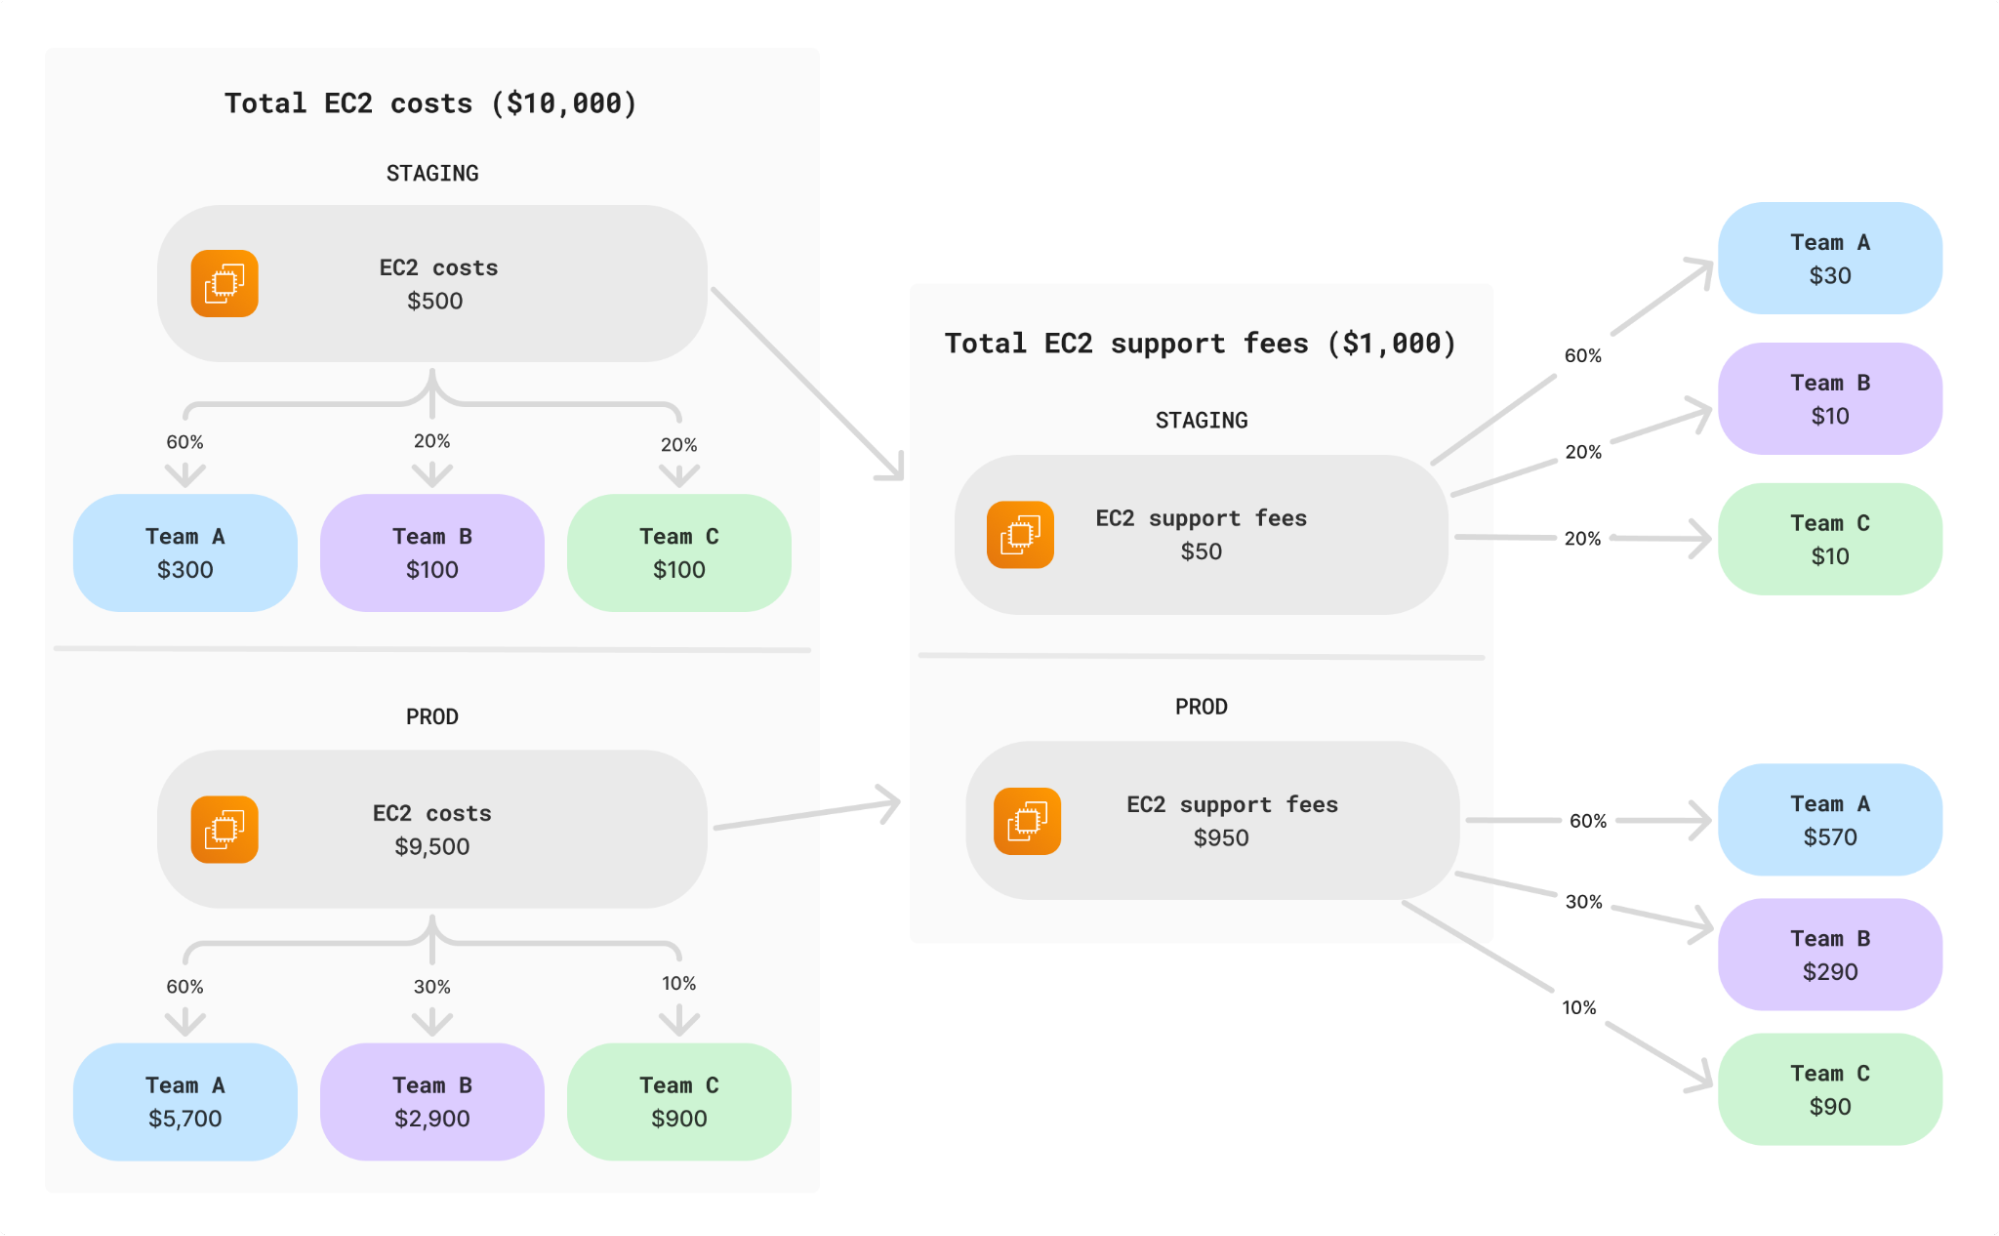 Total EC2 costs ($10,000)
STAGING
EC2 costs
$500
60%
20%
20%
Team A
$300
Team B
$100
Team C
$100
PROD
EC2 costs
$9,500
60%
30%
10%
Team A
$5,700
Team B
$2,900
Team C
$900
Total EC2 support fees ($1,000)
STAGING
EC2 support fees
$50
60%
20%
20%
Team A
$30
Team B
$10
Team C
$10
PROD
EC2 support fees
$950
60%
30%
10%
Team A
$570
Team B
$290
Team C
$90